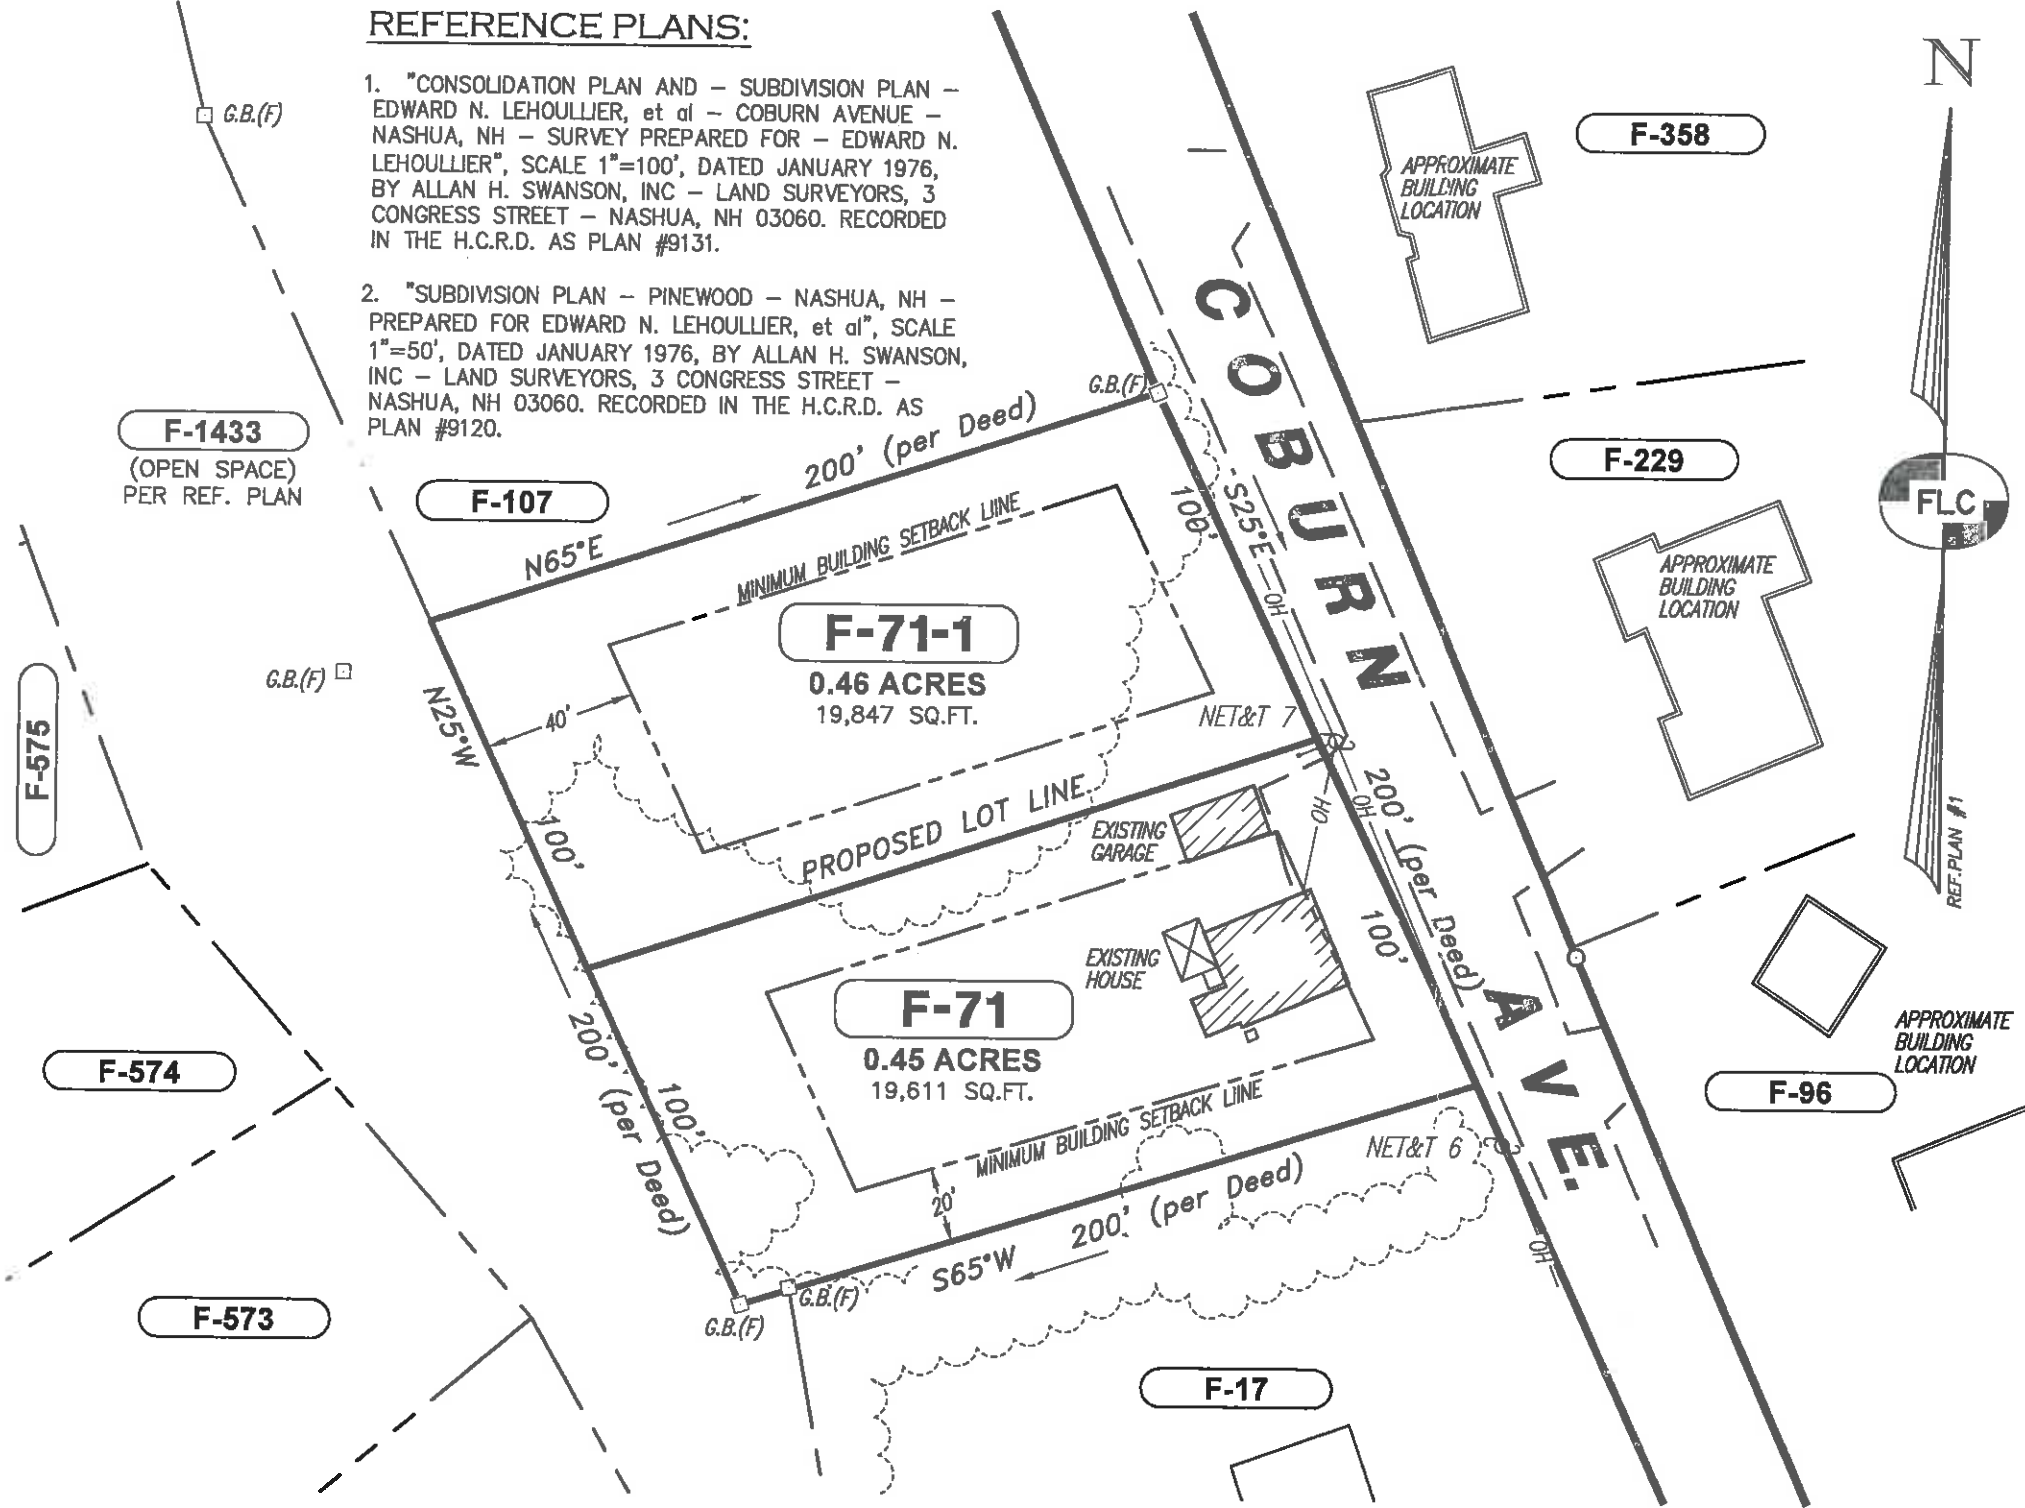 REFERENCE PLANS:
1. "CONSOLIDATION PLAN AND – SUBDIVISION PLAN –
EDWARD N. LEHOULLIER, et al – COBURN AVENUE –
NASHUA, NH – SURVEY PREPARED FOR – EDWARD N.
LEHOULLIER", SCALE 1"=100', DATED JANUARY 1976,
BY ALLAN H. SWANSON, INC – LAND SURVEYORS, 3
CONGRESS STREET – NASHUA, NH 03060. RECORDED
IN THE H.C.R.D. AS PLAN #9131.
2. "SUBDIVISION PLAN – PINEWOOD – NASHUA, NH –
PREPARED FOR EDWARD N. LEHOULLIER, et al", SCALE
1"=50', DATED JANUARY 1976, BY ALLAN H. SWANSON,
INC – LAND SURVEYORS, 3 CONGRESS STREET –
NASHUA, NH 03060. RECORDED IN THE H.C.R.D. AS
PLAN #9120.
G.B.(F)
N
F-358
APPROXIMATE
BUILDING
LOCATION
COBURN AVE.
G.B.(F)
F-1433
(OPEN SPACE)
PER REF. PLAN
F-107
200' (per Deed)
N65°E
F-229
FLC
APPROXIMATE
BUILDING
LOCATION
REF.PLAN #1
100'
S25°E
OH
MINIMUM BUILDING SETBACK LIINE
F-71-1
0.46 ACRES
19,847 SQ.FT.
G.B.(F)
F-575
N25°W
40'
NET&T 7
100'
PROPOSED LOT LINE
OH
OH
200' (per Deed)
EXISTING
GARAGE
100'
EXISTING
HOUSE
F-71
0.45 ACRES
19,611 SQ.FT.
200' (per Deed)
100'
F-574
APPROXIMATE
BUILDING
LOCATION
F-96
MINIMUM BUILDING SETBACK LIINE
NET&T 6
20'
200' (per Deed)
S65°W
OH
G.B.(F)
G.B.(F)
F-573
F-17